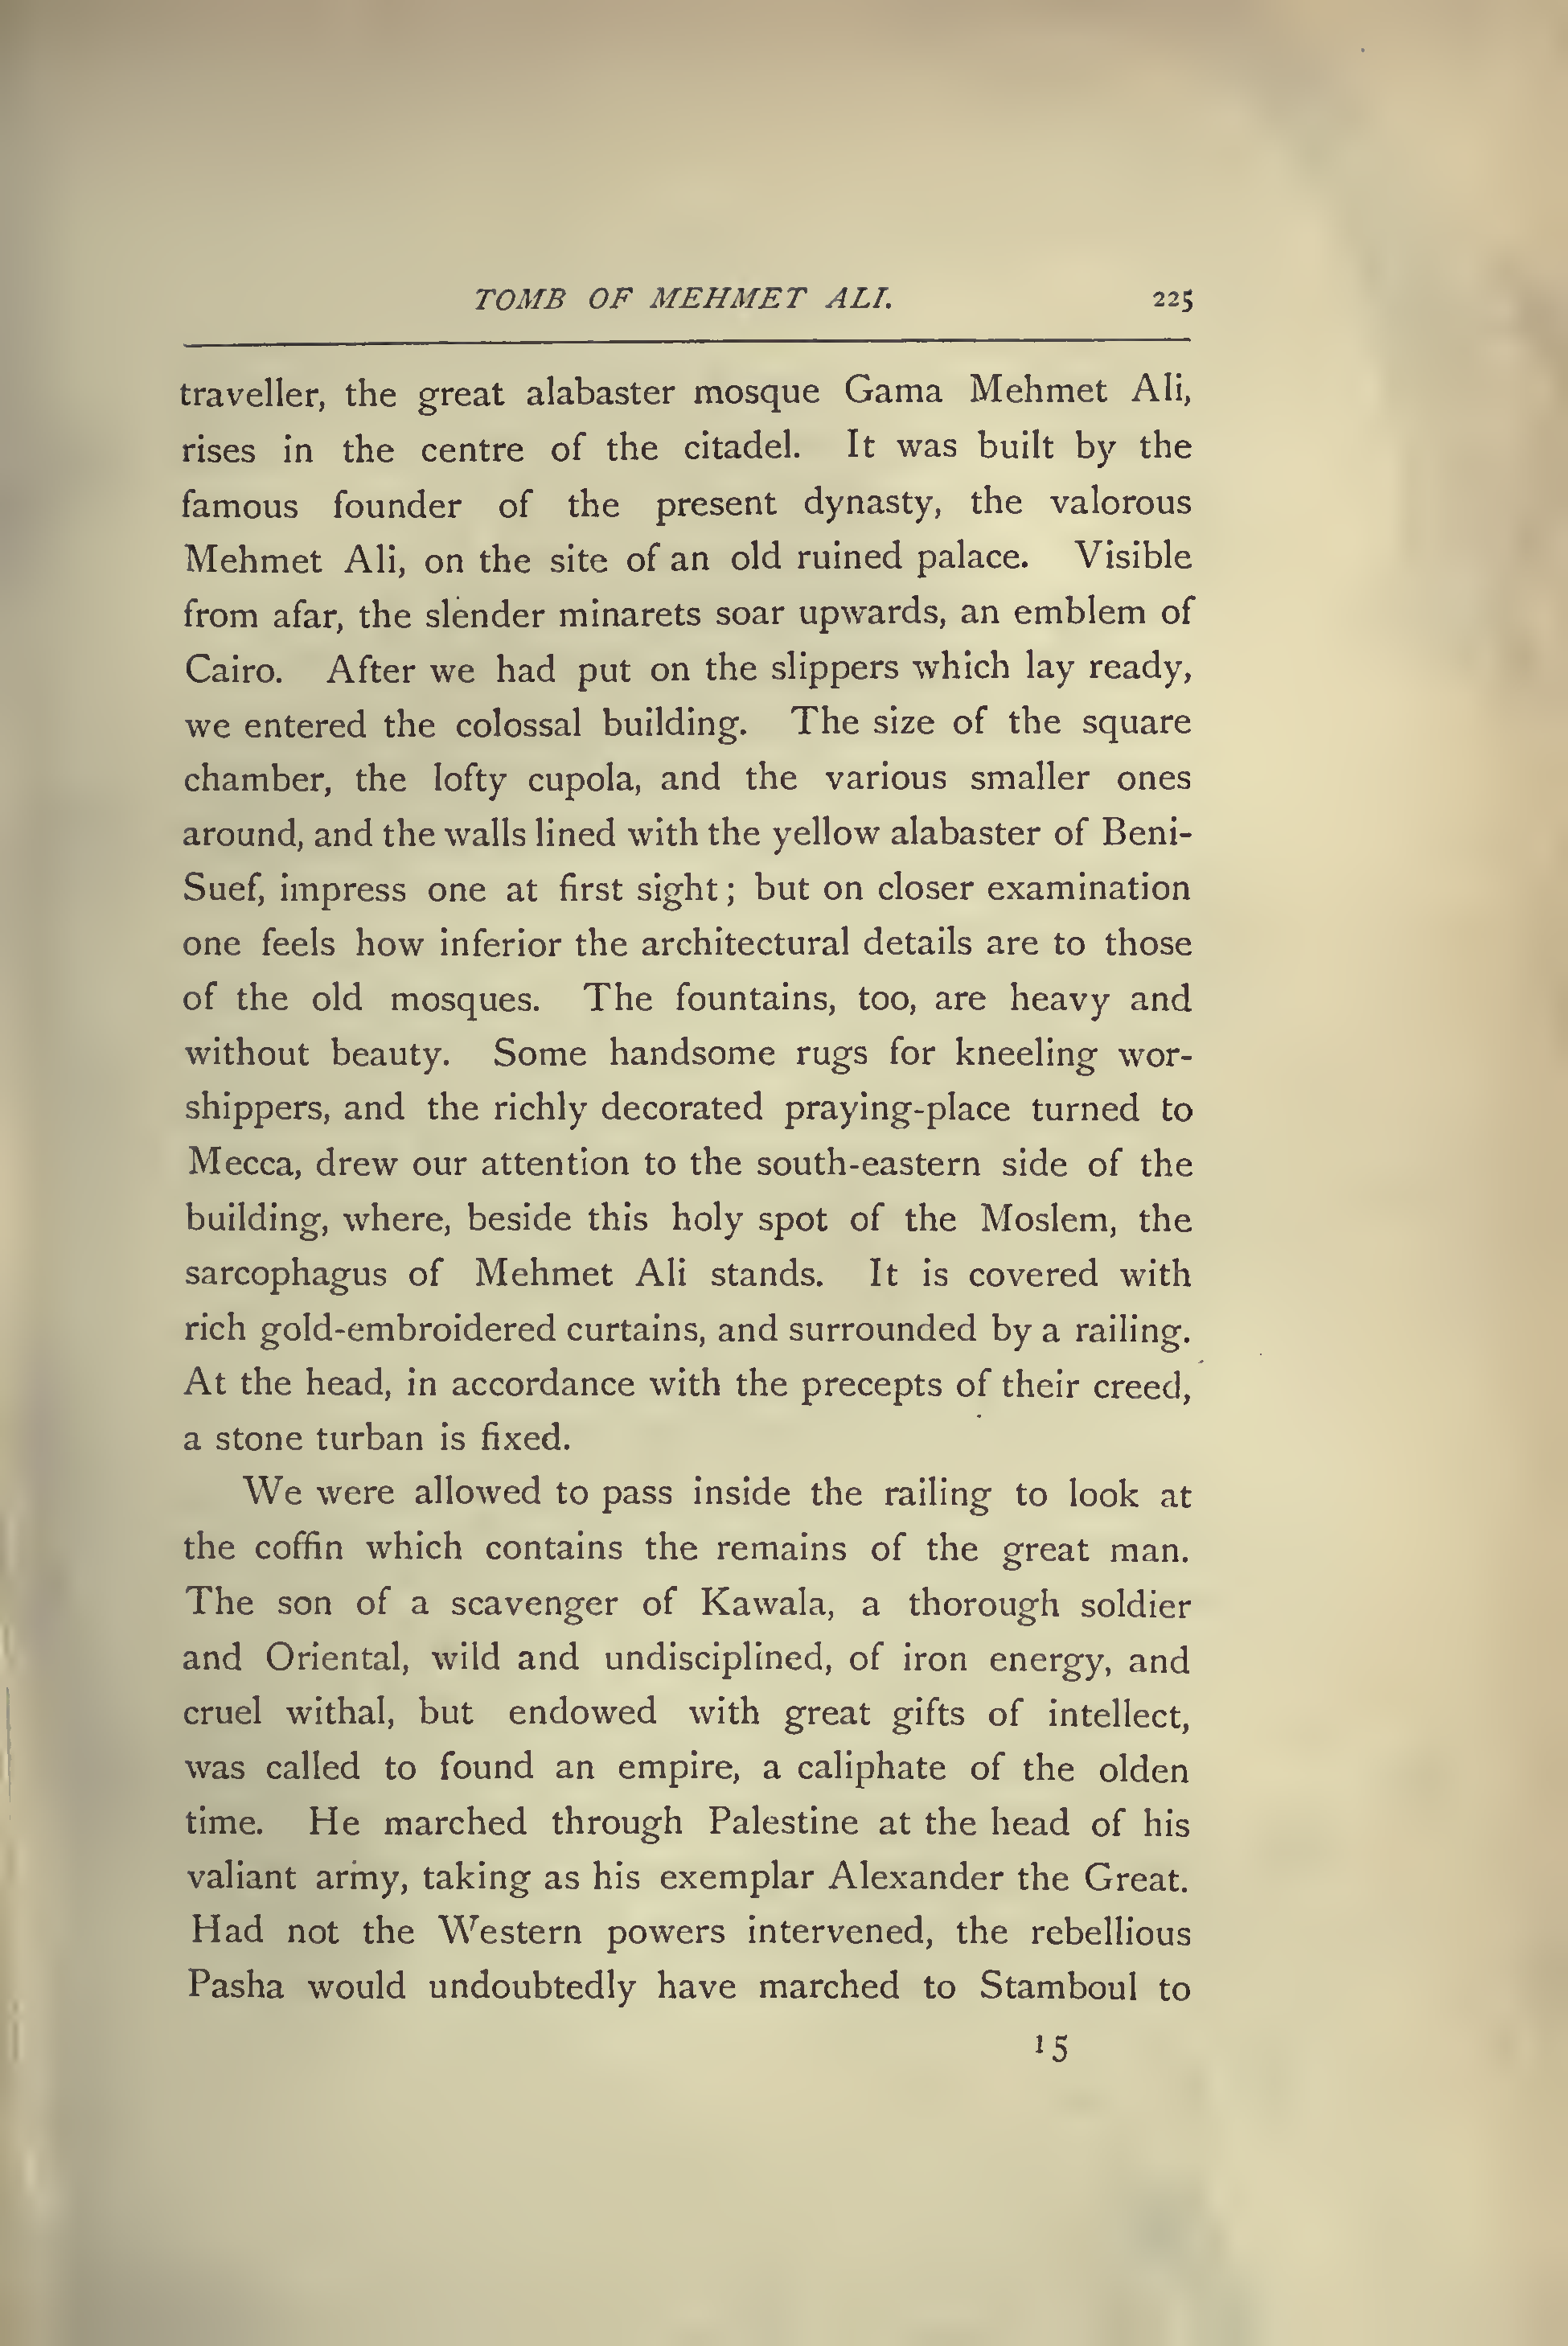 TOMB OF MEHMET ALI. 225
traveller, the great alabaster mosque Gama Mehmet Ali,
rises in the centre of the citadel. It was built by the
famous founder of the present dynasty, the valorous
Mehmet Ali, on the site of an old ruined palace. Visible
from afar, the slender minarets soar upwards, an emblem of
Cairo. After we had put on the slippers which lay ready,
we entered the colossal building. The size of the square
chamber, the lofty cupola, and the various smaller ones
around, and the walls lined with the yellow alabaster of Beni-
Suef, impress one at first sight; but on closer examination
one feels how inferior the architectural details are to those
of the old mosques. The fountains, too, are heavy and
without beauty. Some handsome rugs for kneeling wor-
shippers, and the richly decorated praying-place turned to
Mecca, drew our attention to the south-eastern side of the
building, where, beside this holy spot of the Moslem, the
sarcophagus of Mehmet Ali stands. It is covered with
rich gold-embroidered curtains, and surrounded by a railing.
At the head, in accordance with the precepts of their creed,
a stone turban is fixed.
We were allowed to pass inside the railing to look at
the coffin which contains the remains of the great man.
The son of a scavenger of Kawala, a thorough soldier
and Oriental, wild and undisciplined, of iron energy, and
cruel withal, but endowed with great gifts of intellect,
was called to found an empire, a caliphate of the olden
time. He marched through Palestine at the head of his
valiant army, taking as his exemplar Alexander the Great.
Had not the Western powers intervened, the rebellious
Pasha would undoubtedly have marched to Stamboul to
15